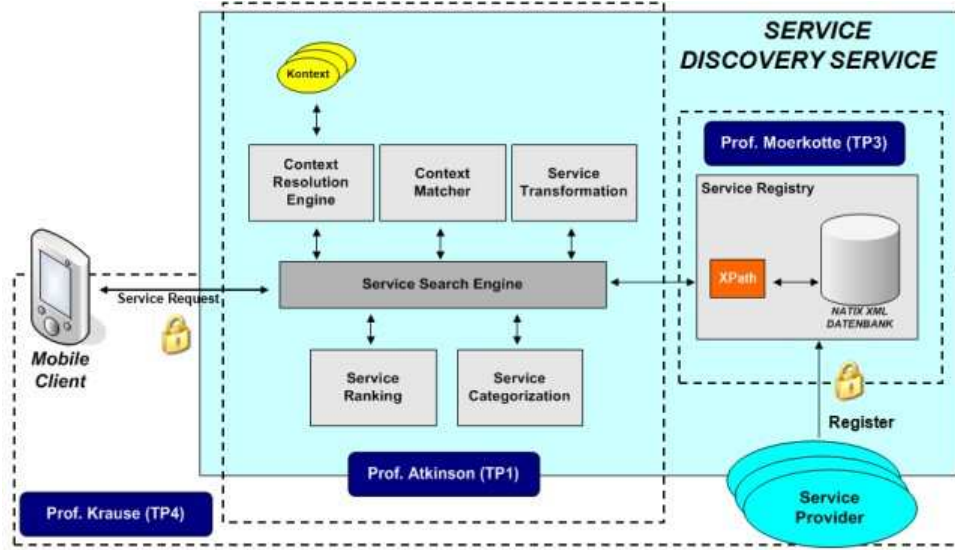 SERVICE
DISCOVERY SERVICE
Kontext
Prof. Moerkotte (TP3)
Context
Resolution
Engine
Context
Matcher
Service
Transformation
Service Registry
XPath
NATIX XML
DATENBANK
Service Search Engine
Service Request
Mobile
Client
Service
Ranking
Service
Categorization
Register
Prof. Atkinson (TP1)
Prof. Krause (TP4)
Service
Provider